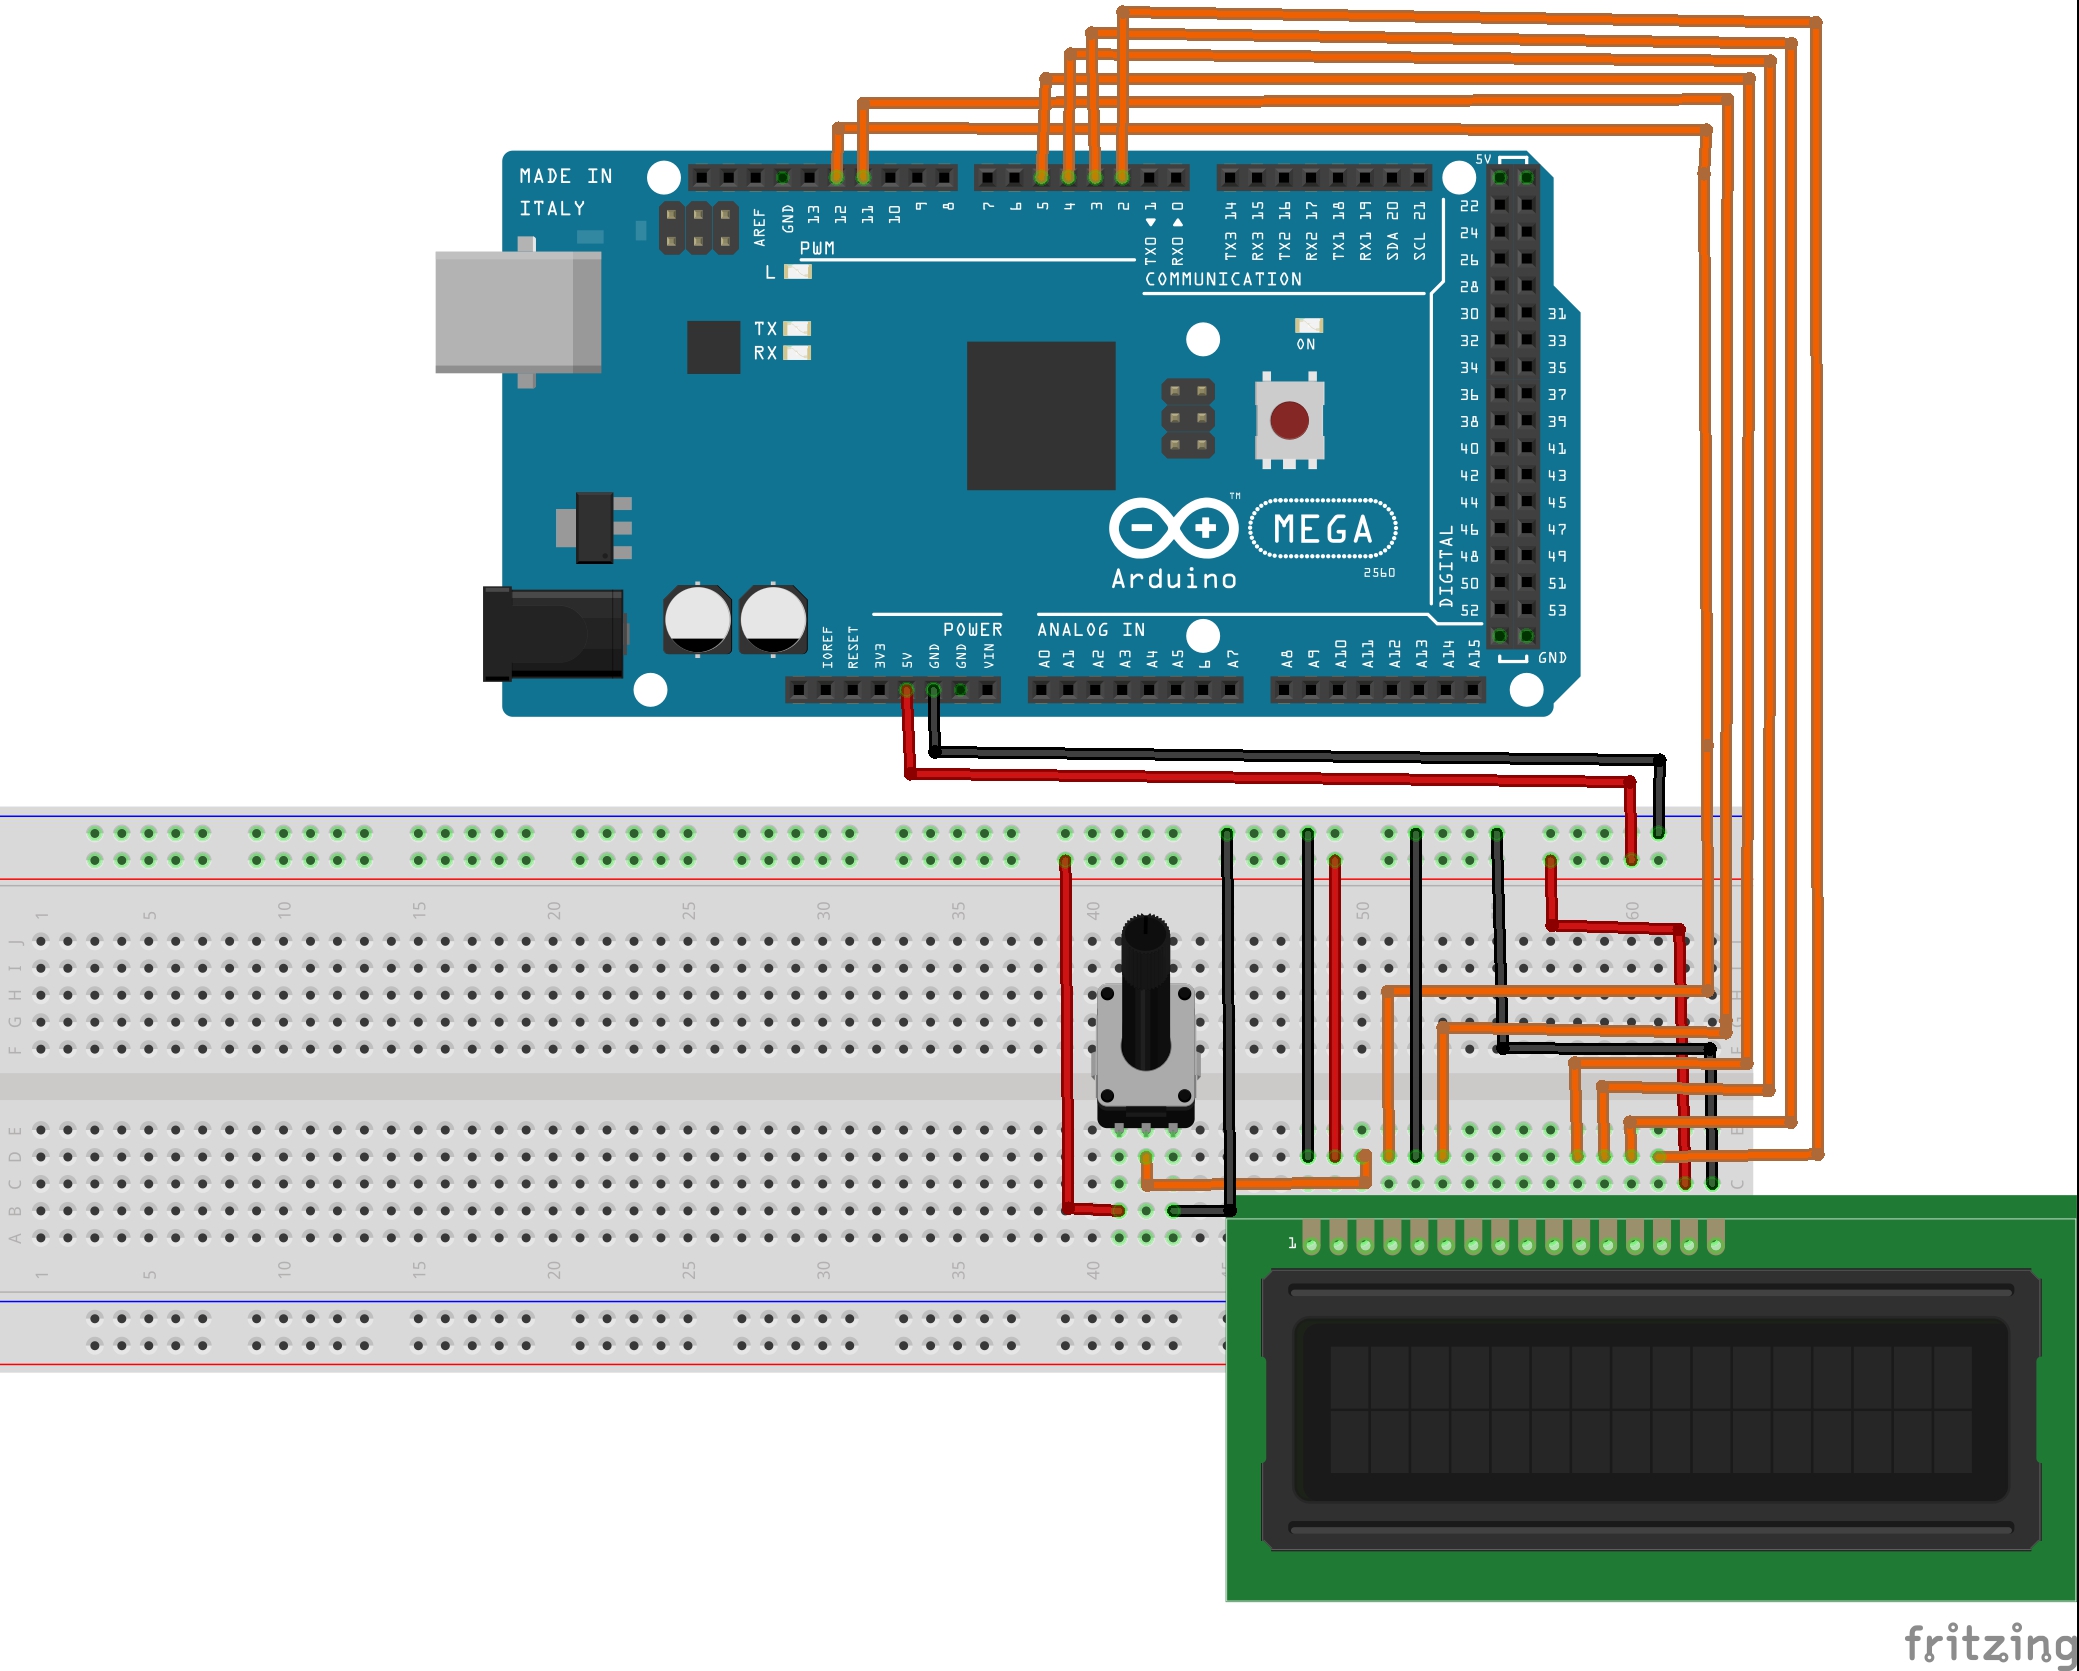 MADE IN
ITALY
AREF
GND
13
12
11
10
9
8
7
6
5
4
3
2
TX0 1
RX0 0
TX3 14
RX3 15
TX2 16
RX2 17
TX1 18
RX1 19
SDA 20
SCL 21
PWM
COMMUNICATION
L
TX
RX
ON
5V
22
24
26
28
30 31
32 33
34 35
36 37
38 39
40 41
42 43
44 45
46 47
48 49
50 51
52 53
GND
DIGITAL
TM
MEGA
2560
Arduino
POWER
ANALOG IN
IOREF
RESET
3V3
5V
GND
GND
VIN
A0
A1
A2
A3
A4
A5
6
A7
A8
A9
A10
A11
A12
A13
A14
A15
1 5 10 15 20 25 30 35 40 50 60
J
I
H
G
F
E
D
C
B
A
C
1 5 10 15 20 25 30 35 40
1
fritzing